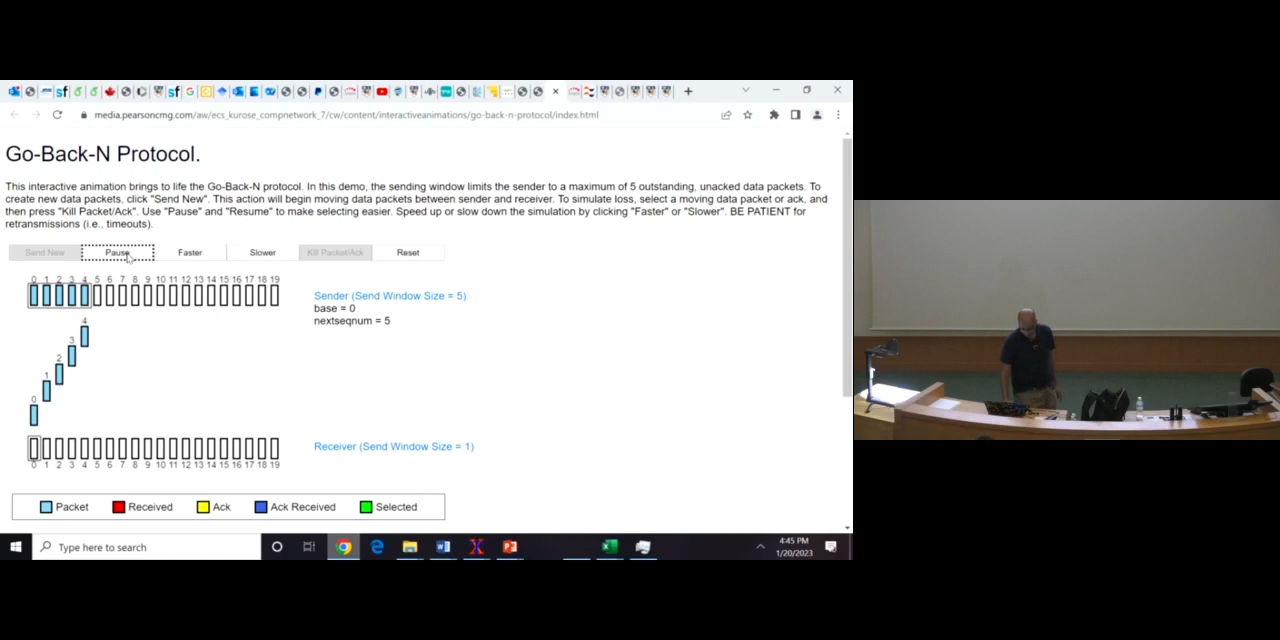 media.pearsoncmg.com/aw/ecs_kurose_compnetwork_7/cw/content/interactiveanimations/go-back-n-protocol/index.html
Go-Back-N Protocol.
This interactive animation brings to life the Go-Back-N protocol. In this demo, the sending window limits the sender to a maximum of 5 outstanding, unacked data packets. To
create new data packets, click "Send New". This action will begin moving data packets between sender and receiver. To simulate loss, select a moving data packet or ack, and
then press "Kill Packet/Ack". Use "Pause" and "Resume" to make selecting easier. Speed up or slow down the simulation by clicking "Faster" or "Slower". BE PATIENT for
retransmissions (i.e., timeouts).
Send New Pause Faster Slower Kill Packet/Ack Reset
0 1 2 3 4 5 6 7 8 9 10 11 12 13 14 15 16 17 18 19
Sender (Send Window Size = 5)
base = 0
nextseqnum = 5
4
3
2
1
0
Receiver (Send Window Size = 1)
0 1 2 3 4 5 6 7 8 9 10 11 12 13 14 15 16 17 18 19
Packet Received Ack Ack Received Selected
Type here to search
4:45 PM
1/20/2023